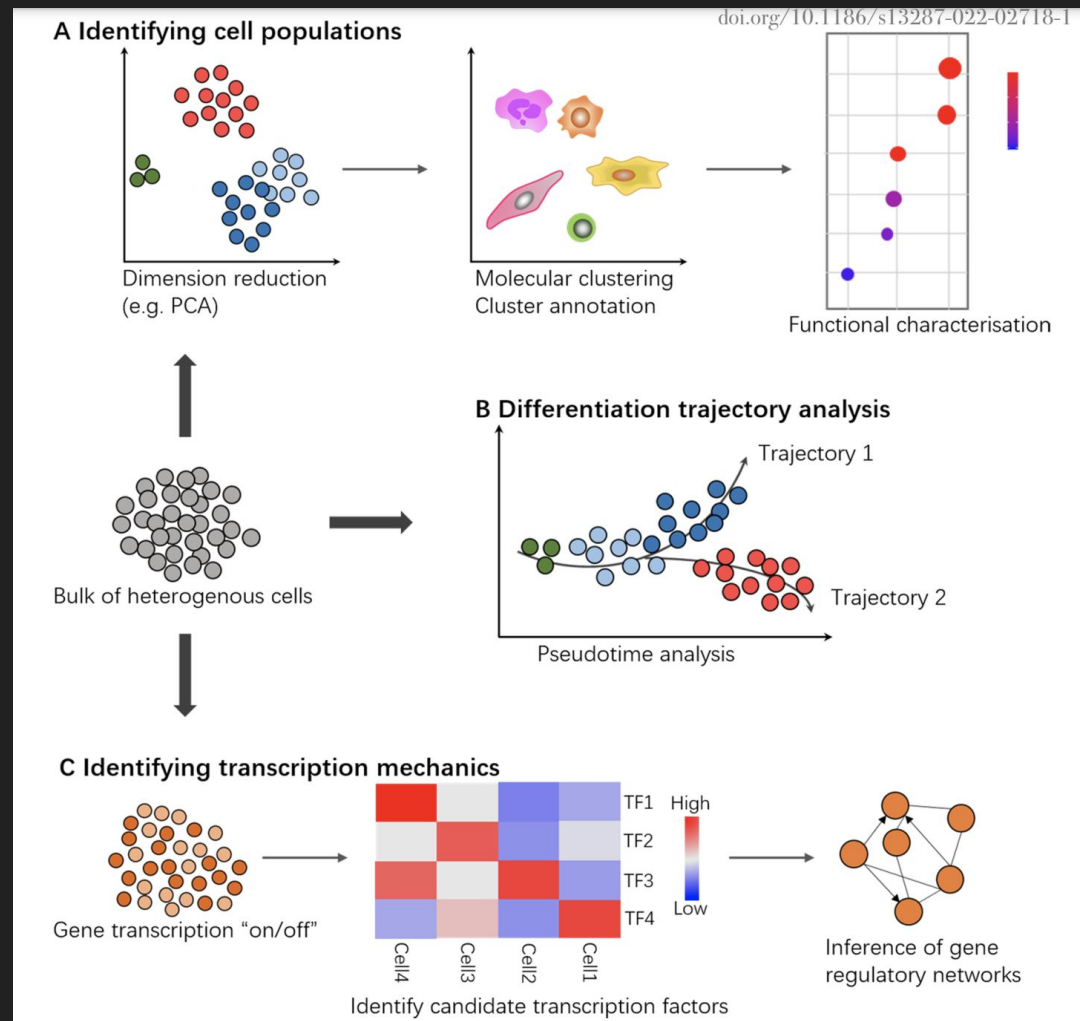 doi.org/10.1186/s13287-022-02718-1
A Identifying cell populations
Dimension reduction
(e.g. PCA)
Molecular clustering
Cluster annotation
Functional characterisation
B Differentiation trajectory analysis
Trajectory 1
Trajectory 2
Pseudotime analysis
Bulk of heterogenous cells
C Identifying transcription mechanics
Gene transcription “on/off”
TF1
TF2
TF3
TF4
High
Low
Cell4
Cell3
Cell2
Cell1
Identify candidate transcription factors
Inference of gene
regulatory networks